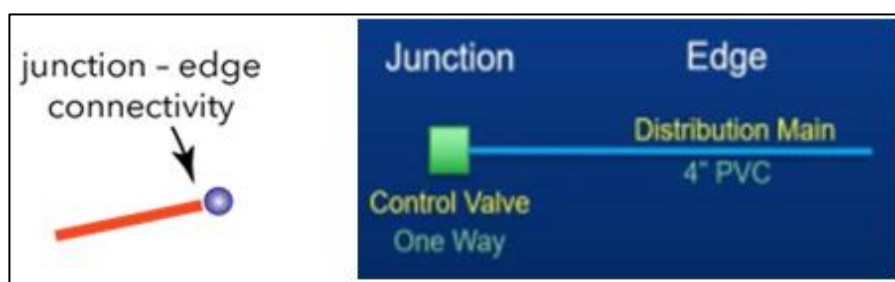 junction – edge
connectivity
Junction
Edge
Distribution Main
4" PVC
Control Valve
One Way